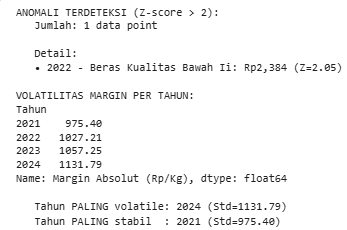 ANOMALI TERDETEKSI (Z-score > 2):
Jumlah: 1 data point
Detail:
• 2022 - Beras Kualitas Bawah Ii: Rp2,384 (Z=2.05)
VOLATILITAS MARGIN PER TAHUN:
Tahun
2021    975.40
2022   1027.21
2023   1057.25
2024   1131.79
Name: Margin Absolut (Rp/Kg), dtype: float64
Tahun PALING volatile: 2024 (Std=1131.79)
Tahun PALING stabil  : 2021 (Std=975.40)